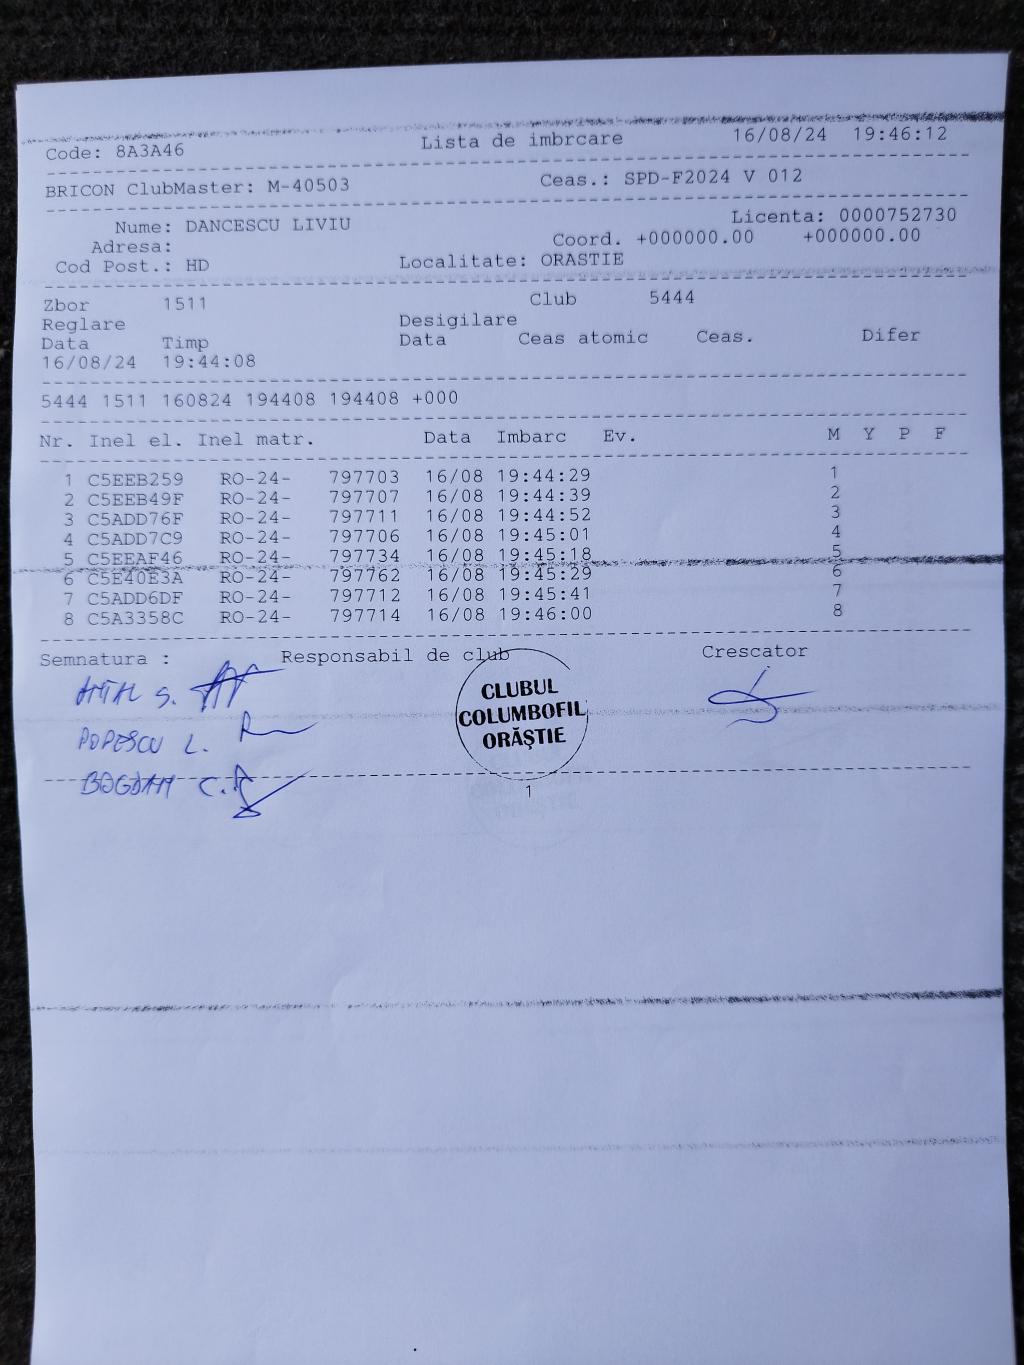 Code: 8A3A46 Lista de imbrcare 16/08/24 19:46:12
BRICON ClubMaster: M-40503 Ceas.: SPD-F2024 V 012
Nume: DANCESCU LIVIU Licenta: 0000752730
Adresa: Coord. +000000.00 +000000.00
Cod Post.: HD Localitate: ORASTIE
Zbor 1511 Club 5444
Reglare Desigilare
Data Timp Data Ceas atomic Ceas. Difer
16/08/24 19:44:08
5444 1511 160824 194408 194408 +000
Nr. Inel el. Inel matr. Data Imbarc Ev. M Y P F
1 C5EEB259 RO-24- 797703 16/08 19:44:29 1
2 C5EEB49F RO-24- 797707 16/08 19:44:39 2
3 C5ADD76F RO-24- 797711 16/08 19:44:52 3
4 C5ADD7C9 RO-24- 797706 16/08 19:45:01 4
5 C5EEAF46 RO-24- 797734 16/08 19:45:18 5
6 C5E40E3A RO-24- 797762 16/08 19:45:29 6
7 C5ADD6DF RO-24- 797712 16/08 19:45:41 7
8 C5A3358C RO-24- 797714 16/08 19:46:00 8
Semnatura : Responsabil de club Crescator
ANTAL S.
POPESCU L.
BOGDAN C.
CLUBUL
COLUMBOFIL
ORĂȘTIE
1